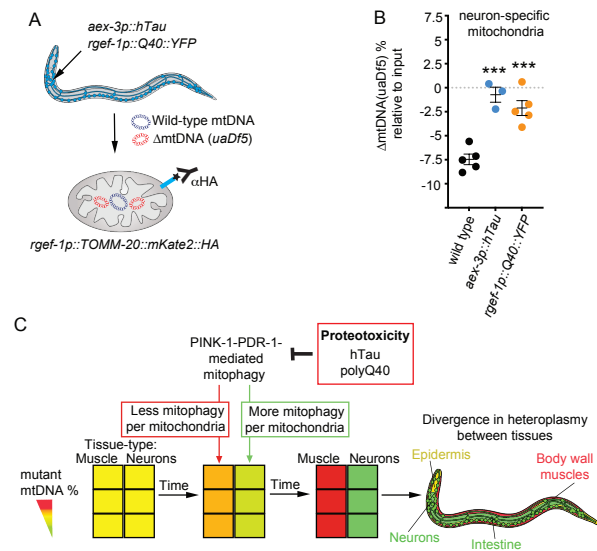 A
aex-3p::hTau
rgef-1p::Q40::YFP
Wild-type mtDNA
ΔmtDNA (uaDf5)
αHA
rgef-1p::TOMM-20::mKate2::HA
B
neuron-specific
mitochondria
ΔmtDNA(uaDf5) %
relative to input
-7.5
-5
-2.5
0
-2.5
-5
-7.5
-10
***
***
wild type
aex-3p::hTau
rgef-1p::Q40::YFP
C
PINK-1-PDR-1-
mediated
mitophagy
Proteotoxicity
hTau
polyQ40
Less mitophagy
per mitochondria
More mitophagy
per mitochondria
Tissue-type:
Muscle Neurons
mutant
mtDNA %
Time
Time
Muscle Neurons
Divergence in heteroplasmy
between tissues
Epidermis
Body wall
muscles
Neurons
Intestine